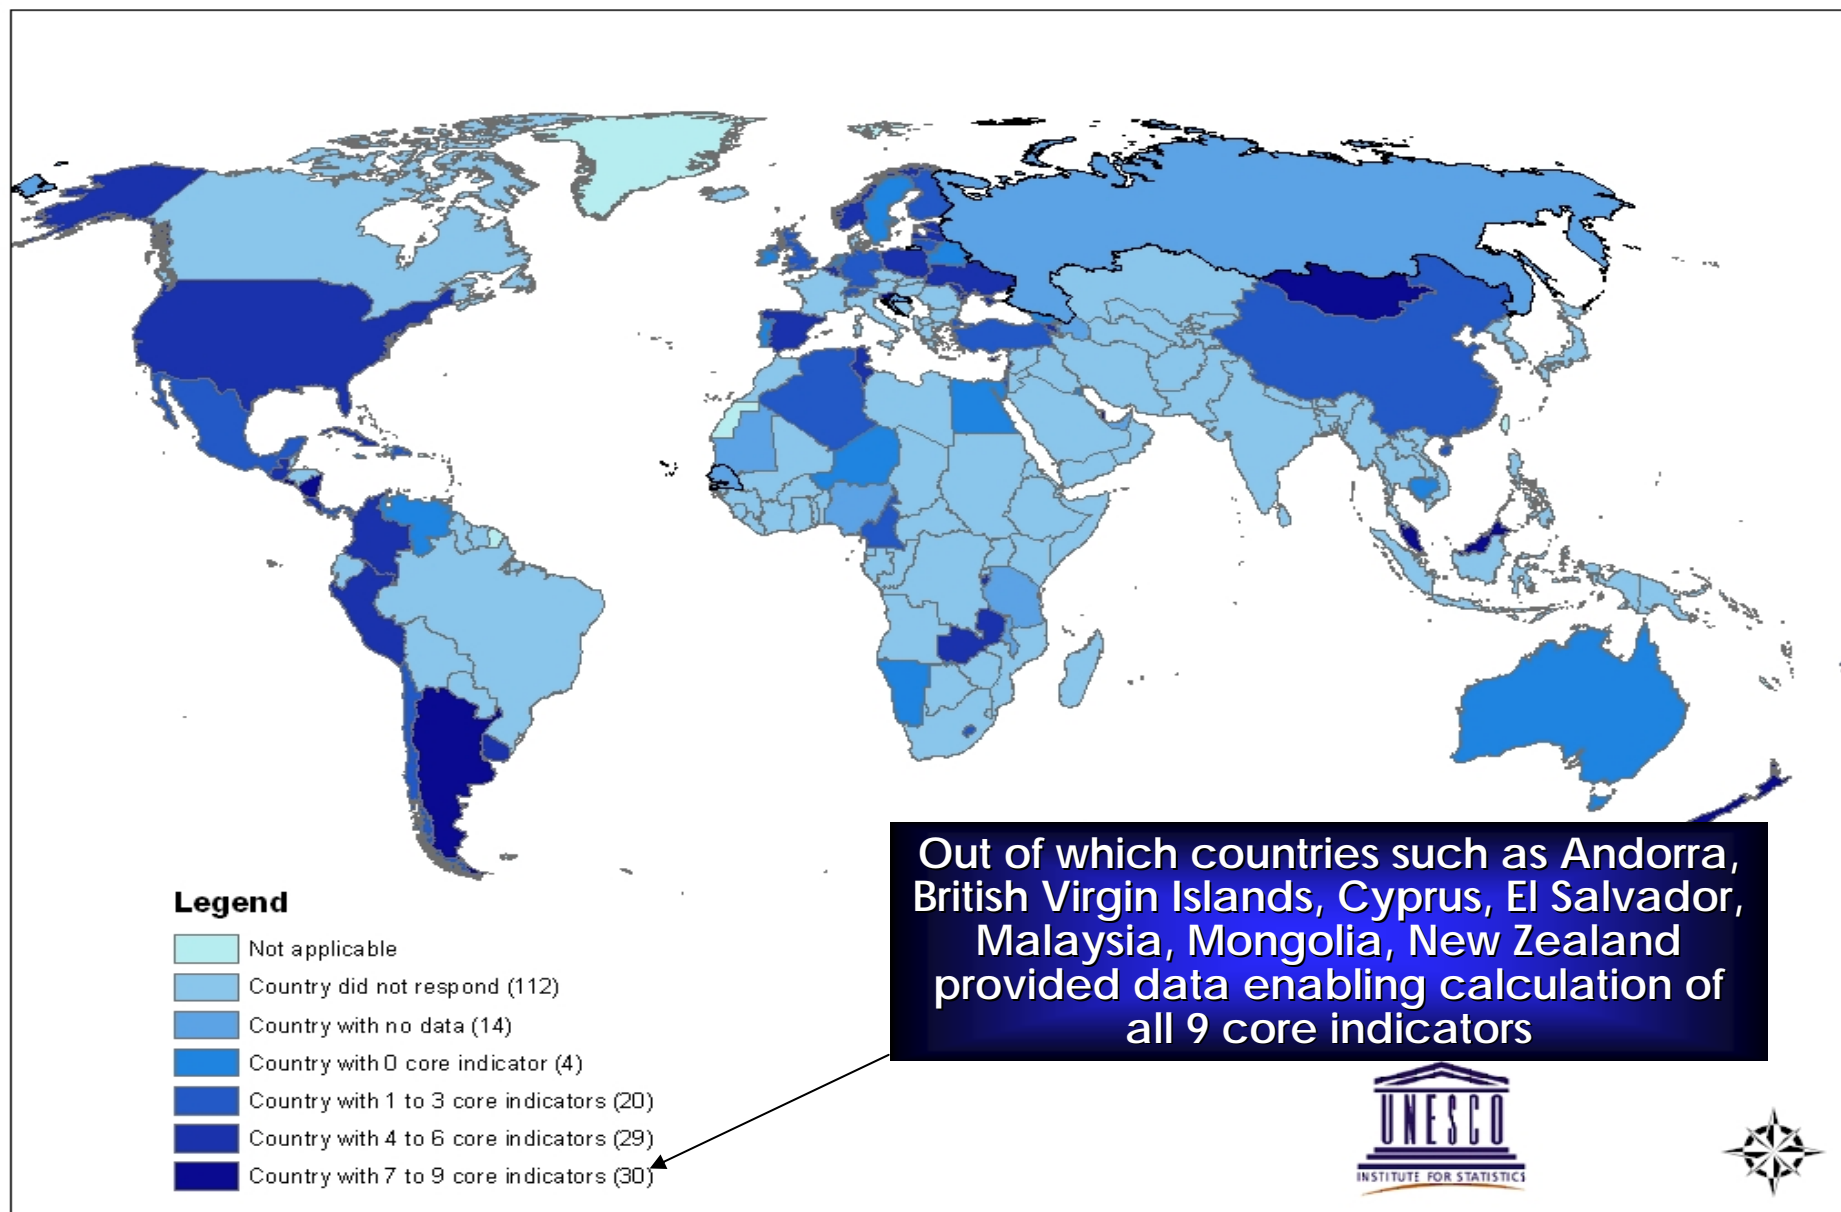 Out of which countries such as Andorra,
British Virgin Islands, Cyprus, El Salvador,
Malaysia, Mongolia, New Zealand
provided data enabling calculation of
all 9 core indicators
Legend
Not applicable
Country did not respond (112)
Country with no data (14)
Country with 0 core indicator (4)
Country with 1 to 3 core indicators (20)
Country with 4 to 6 core indicators (29)
Country with 7 to 9 core indicators (30)
UNESCO
INSTITUTE FOR STATISTICS